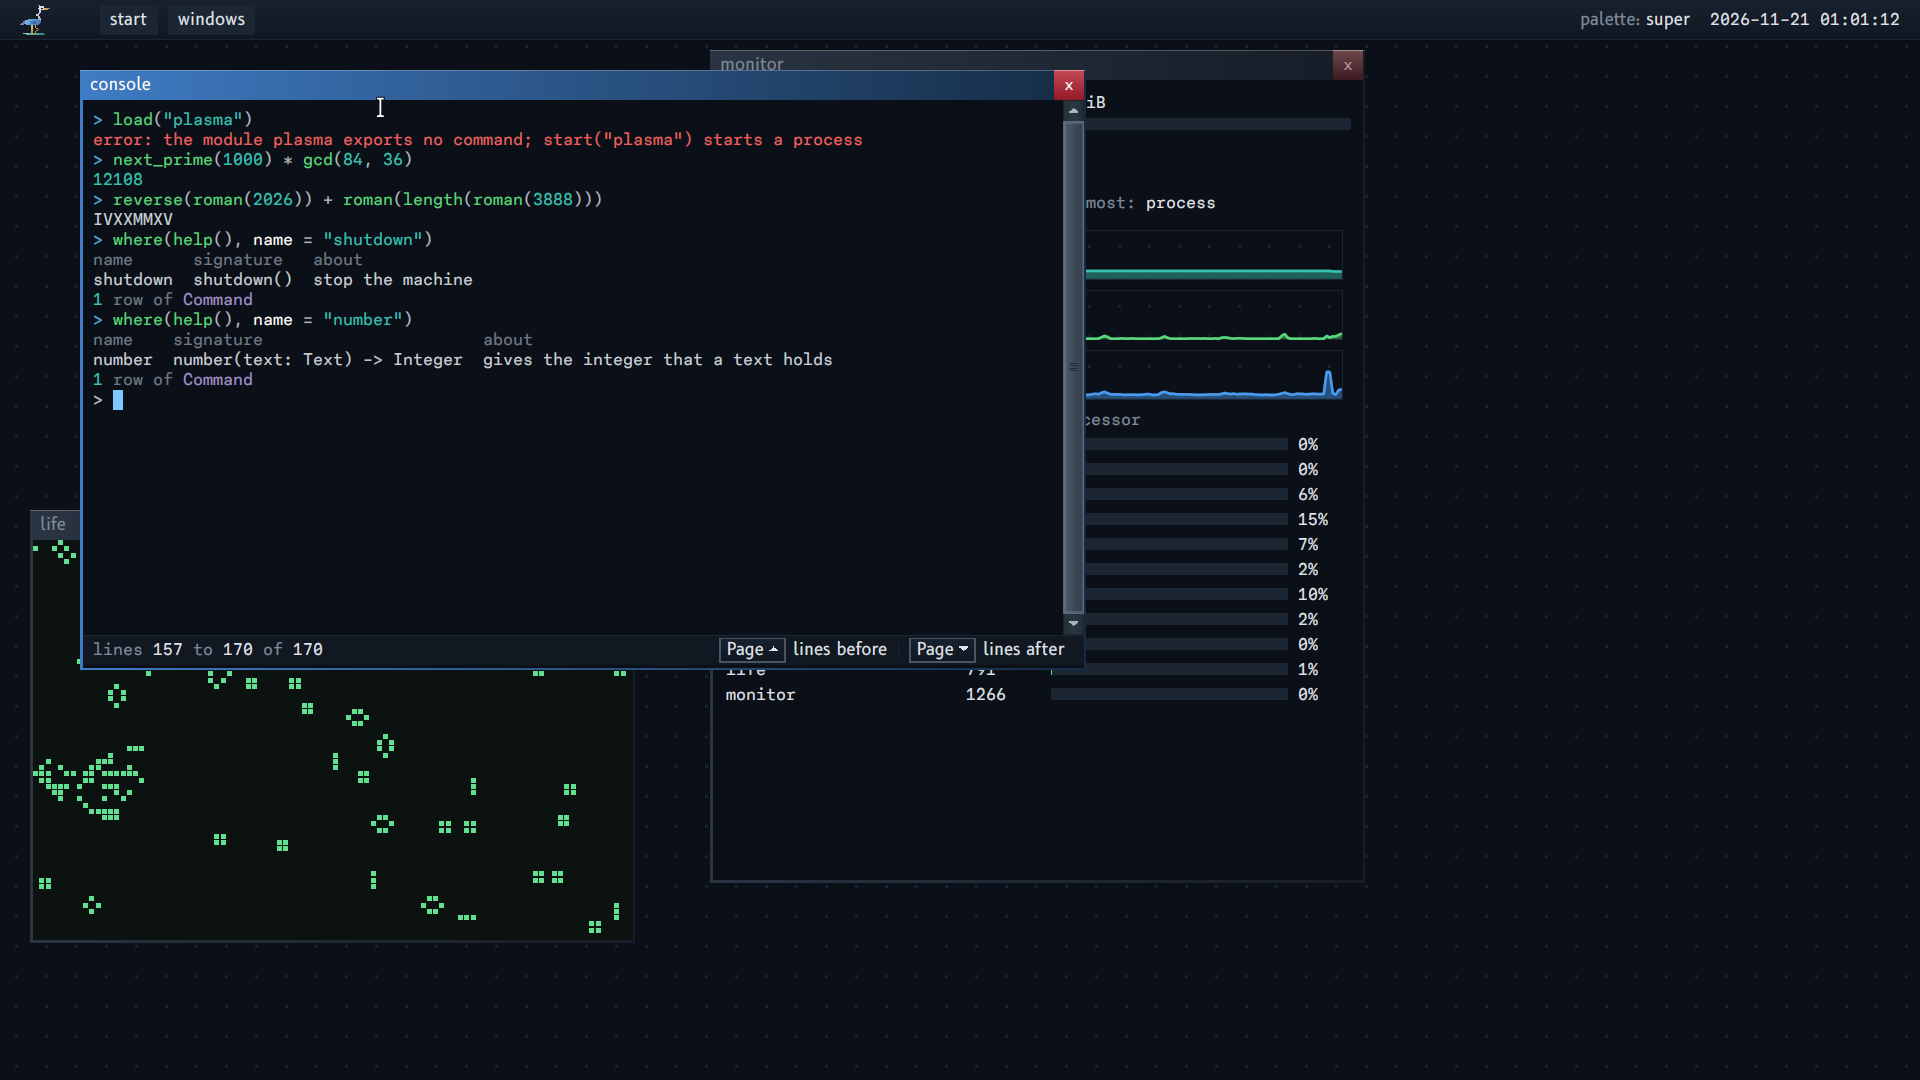 start windows palette: super 2026-11-21 01:01:12
monitor x
console x
iB
> load("plasma")
error: the module plasma exports no command; start("plasma") starts a process
> next_prime(1000) * gcd(84, 36)
12108
> reverse(roman(2026)) + roman(length(roman(3888)))
IVXXMMXV
> where(help(), name = "shutdown")
name signature about
shutdown shutdown() stop the machine
1 row of Command
> where(help(), name = "number")
name signature about
number number(text: Text) -> Integer gives the integer that a text holds
1 row of Command
>
lines 157 to 170 of 170 Page lines before Page lines after
most: process
cessor
0%
0%
6%
15%
7%
2%
10%
2%
0%
life 791 1%
monitor 1266 0%
life